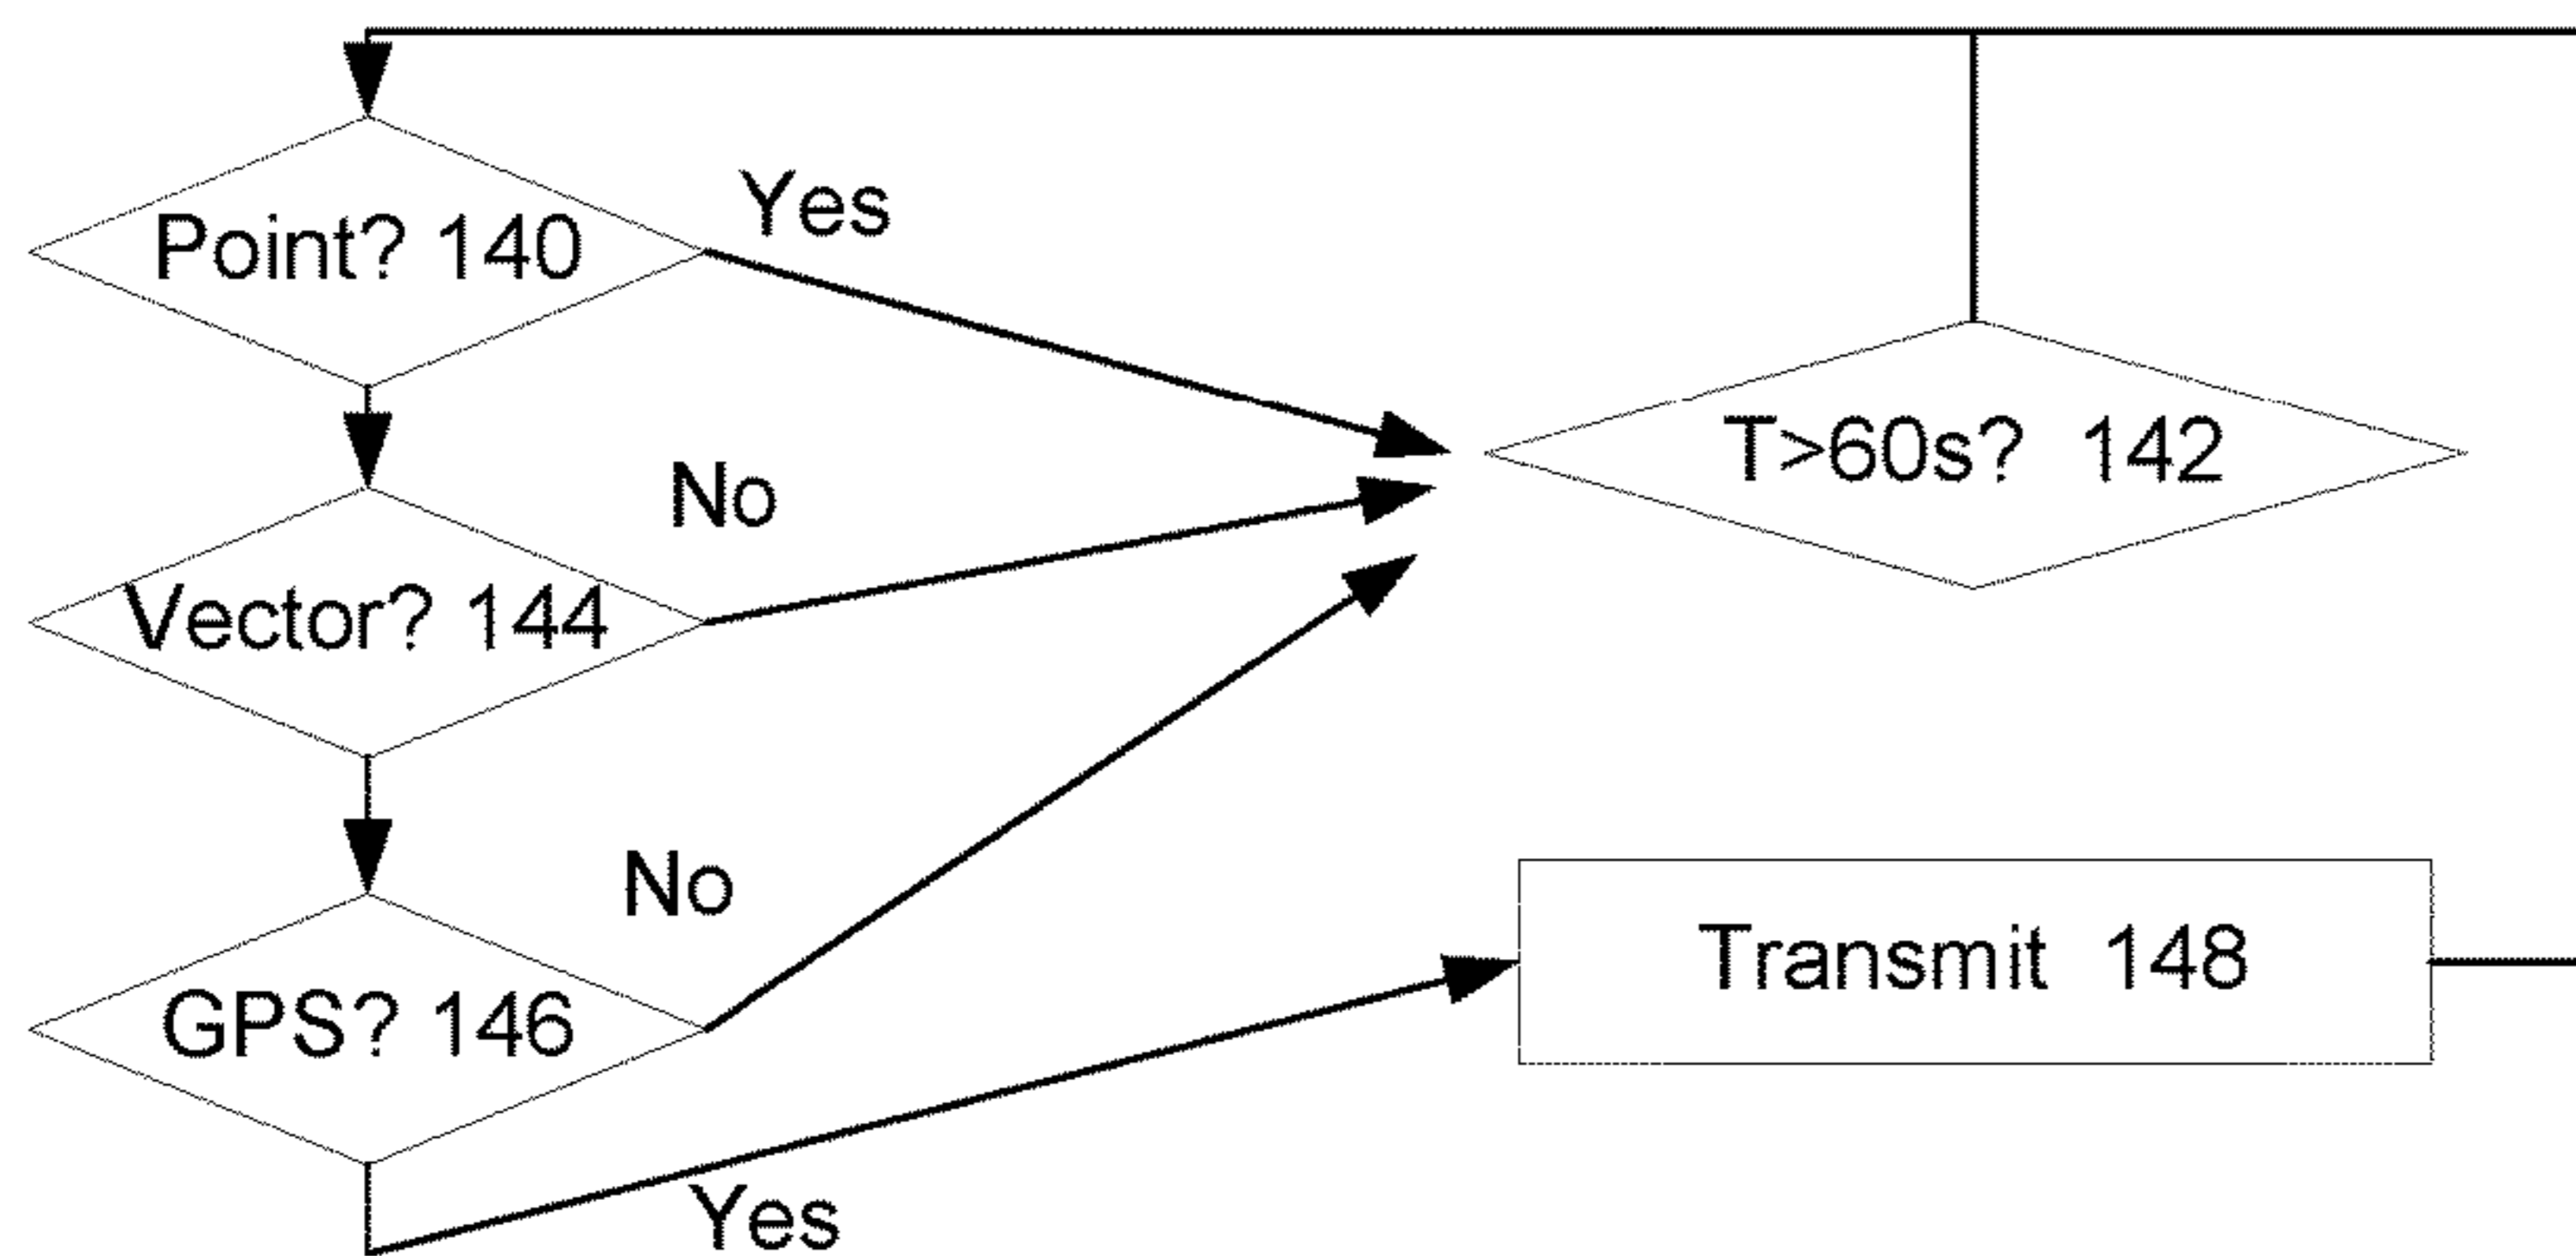 Yes
Point? 140
T>60s? 142
No
Vector? 144
No
Transmit 148
GPS? 146
Yes